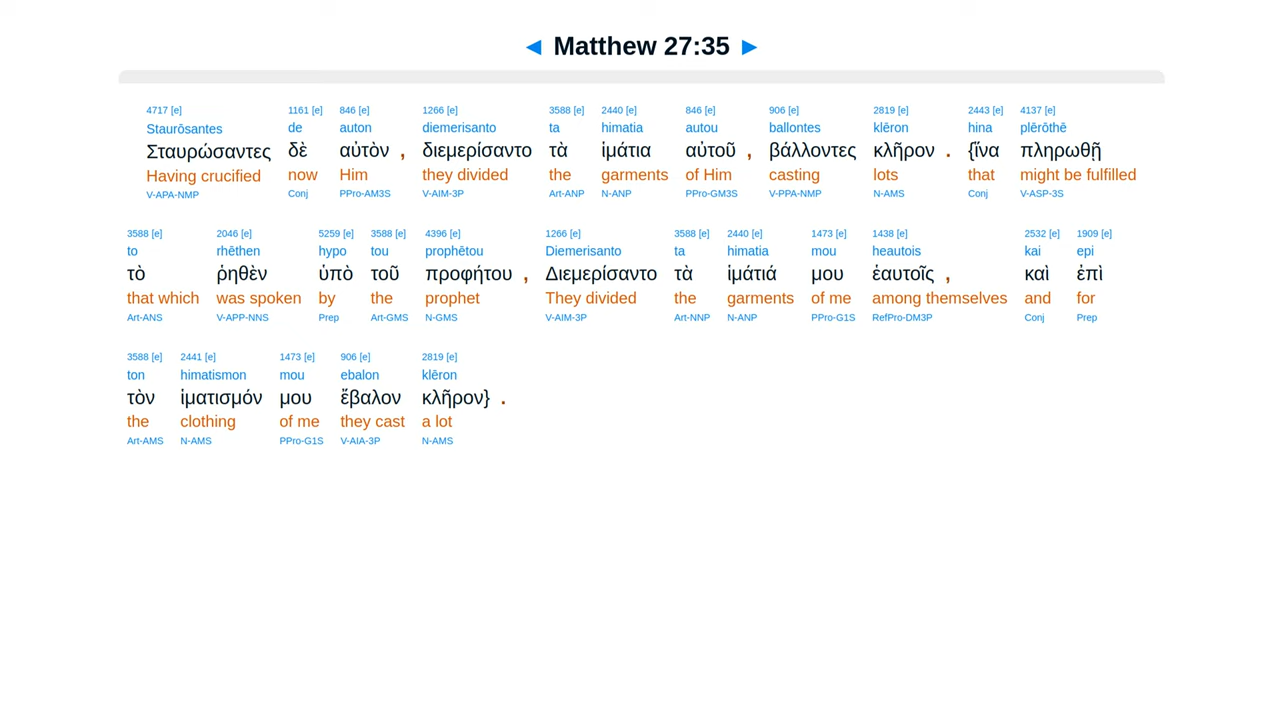 ◄ Matthew 27:35 ►
4717 [e] 1161 [e] 846 [e] 1266 [e] 3588 [e] 2440 [e] 846 [e] 906 [e] 2819 [e] 2443 [e] 4137 [e]
Staurōsantes de auton diemerisanto ta himatia autou ballontes klēron hina plērōthē
Σταυρώσαντες δὲ αὐτὸν , διεμερίσαντο τὰ ἱμάτια αὐτοῦ , βάλλοντες κλῆρον . {ἵνα πληρωθῇ
Having crucified now Him they divided the garments of Him casting lots that might be fulfilled
V-APA-NMP Conj PPro-AM3S V-AIM-3P Art-ANP N-ANP PPro-GM3S V-PPA-NMP N-AMS Conj V-ASP-3S
3588 [e] 2046 [e] 5259 [e] 3588 [e] 4396 [e] 1266 [e] 3588 [e] 2440 [e] 1473 [e] 1438 [e] 2532 [e] 1909 [e]
to rhēthen hypo tou prophētou Diemerisanto ta himatia mou heautois kai epi
τὸ ῥηθὲν ὑπὸ τοῦ προφήτου , Διεμερίσαντο τὰ ἱμάτιά μου ἑαυτοῖς , καὶ ἐπὶ
that which was spoken by the prophet They divided the garments of me among themselves and for
Art-ANS V-APP-NNS Prep Art-GMS N-GMS V-AIM-3P Art-NNP N-ANP PPro-G1S RefPro-DM3P Conj Prep
3588 [e] 2441 [e] 1473 [e] 906 [e] 2819 [e]
ton himatismon mou ebalon klēron
τὸν ἱματισμόν μου ἔβαλον κλῆρον} .
the clothing of me they cast a lot
Art-AMS N-AMS PPro-G1S V-AIA-3P N-AMS